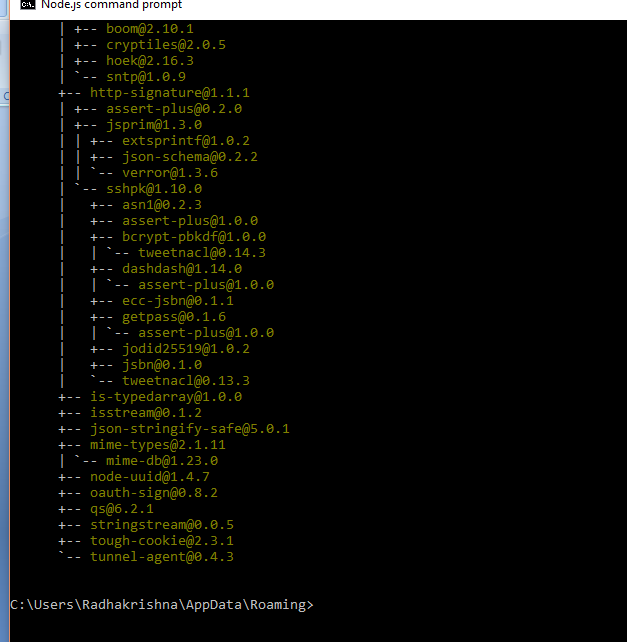 Node.js command prompt
| +-- boom@2.10.1
| +-- cryptiles@2.0.5
| +-- hoek@2.16.3
| `-- sntp@1.0.9
+-- http-signature@1.1.1
| +-- assert-plus@0.2.0
| +-- jsprim@1.3.0
| | +-- extsprintf@1.0.2
| | +-- json-schema@0.2.2
| | `-- verror@1.3.6
| `-- sshpk@1.10.0
|   +-- asn1@0.2.3
|   +-- assert-plus@1.0.0
|   +-- bcrypt-pbkdf@1.0.0
|   | `-- tweetnacl@0.14.3
|   +-- dashdash@1.14.0
|   | `-- assert-plus@1.0.0
|   +-- ecc-jsbn@0.1.1
|   +-- getpass@0.1.6
|   | `-- assert-plus@1.0.0
|   +-- jodid25519@1.0.2
|   +-- jsbn@0.1.0
|   `-- tweetnacl@0.13.3
+-- is-typedarray@1.0.0
+-- isstream@0.1.2
+-- json-stringify-safe@5.0.1
+-- mime-types@2.1.11
| `-- mime-db@1.23.0
+-- node-uuid@1.4.7
+-- oauth-sign@0.8.2
+-- qs@6.2.1
+-- stringstream@0.0.5
+-- tough-cookie@2.3.1
`-- tunnel-agent@0.4.3
C:\Users\Radhakrishna\AppData\Roaming>